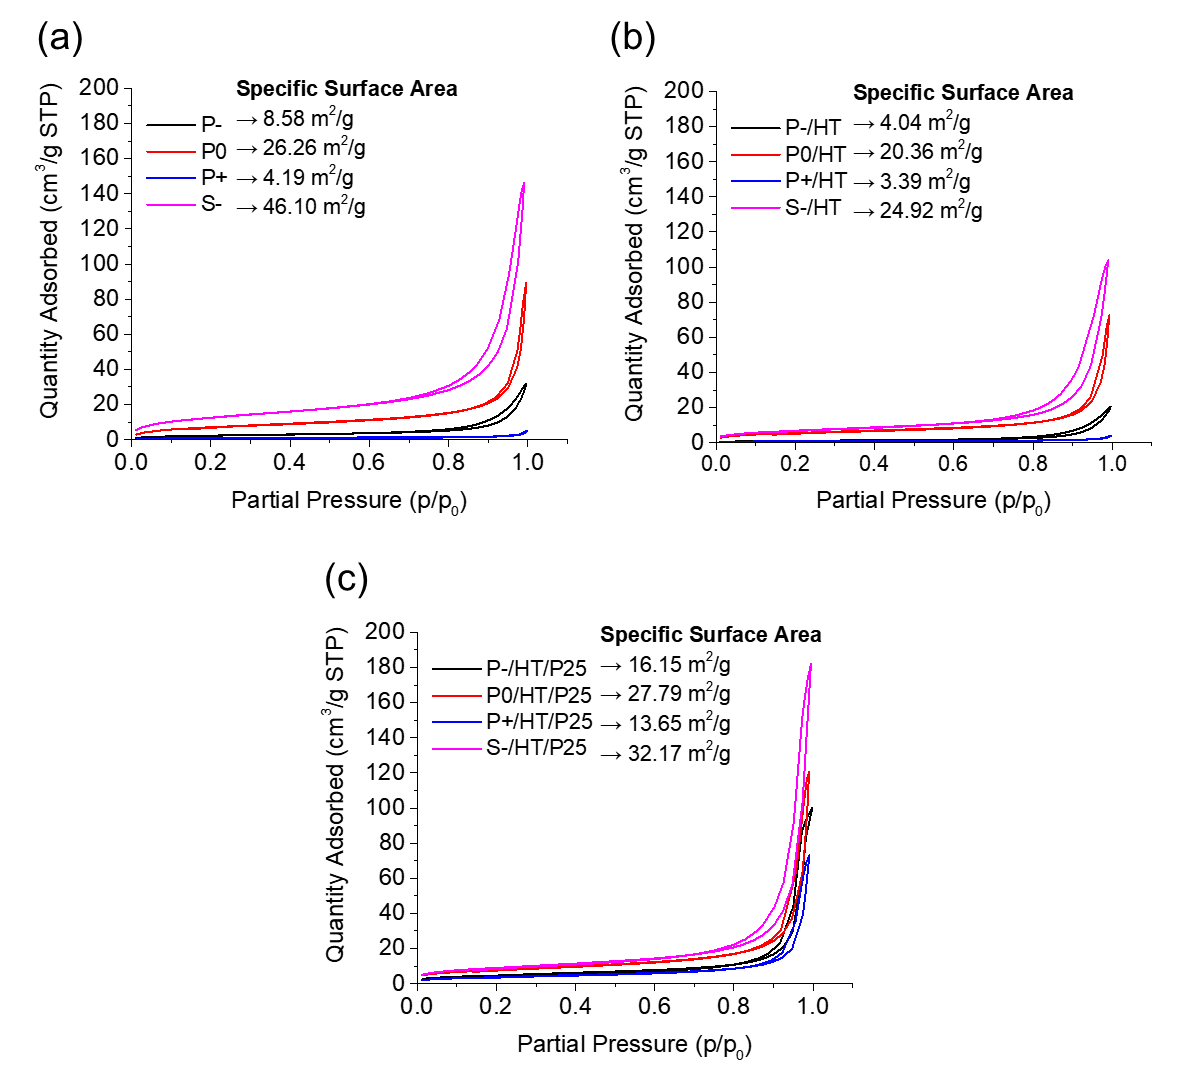 (a)
Specific Surface Area
P- → 8.58 m²/g
P0 → 26.26 m²/g
P+ → 4.19 m²/g
S- → 46.10 m²/g
Quantity Adsorbed (cm³/g STP)
200
180
160
140
120
100
80
60
40
20
0
0.0 0.2 0.4 0.6 0.8 1.0
Partial Pressure (p/p₀)
(b)
Specific Surface Area
P-/HT → 4.04 m²/g
P0/HT → 20.36 m²/g
P+/HT → 3.39 m²/g
S-/HT → 24.92 m²/g
Quantity Adsorbed (cm³/g STP)
200
180
160
140
120
100
80
60
40
20
0
0.0 0.2 0.4 0.6 0.8 1.0
Partial Pressure (p/p₀)
(c)
Specific Surface Area
P-/HT/P25 → 16.15 m²/g
P0/HT/P25 → 27.79 m²/g
P+/HT/P25 → 13.65 m²/g
S-/HT/P25 → 32.17 m²/g
Quantity Adsorbed (cm³/g STP)
200
180
160
140
120
100
80
60
40
20
0
0.0 0.2 0.4 0.6 0.8 1.0
Partial Pressure (p/p₀)